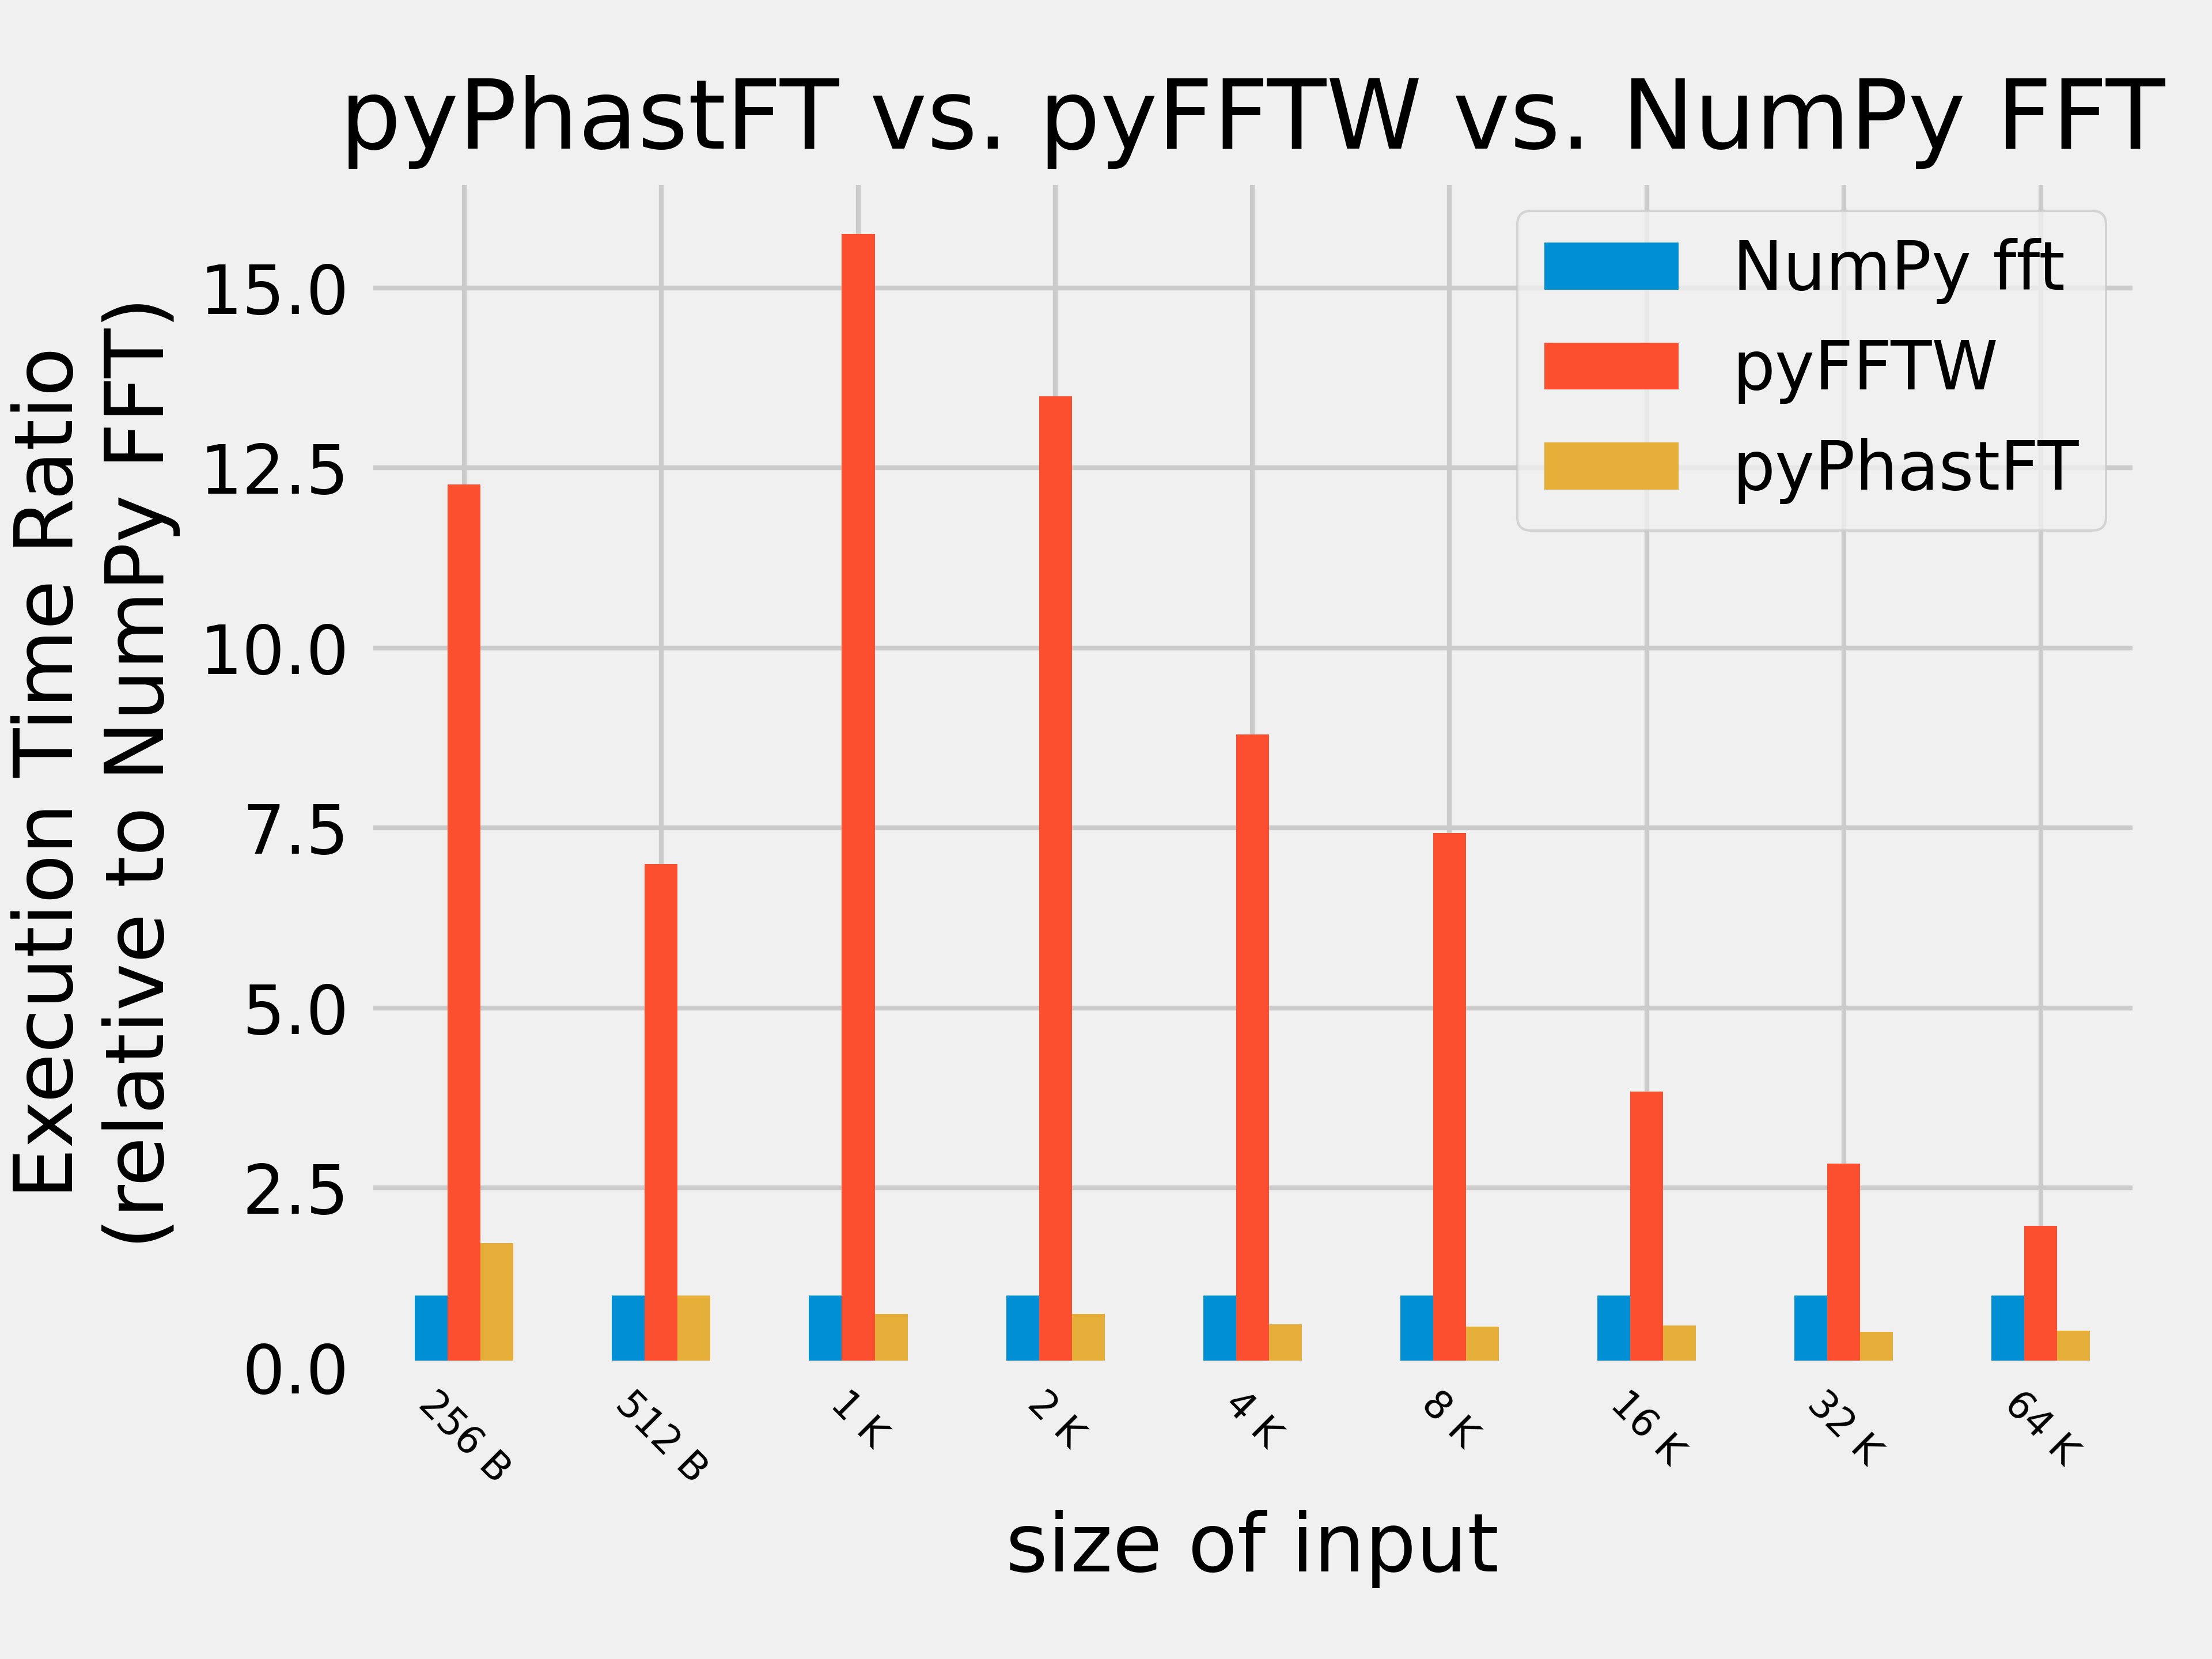 pyPhastFT vs. pyFFTW vs. NumPy FFT
Execution Time Ratio
(relative to NumPy FFT)
15.0
12.5
10.0
7.5
5.0
2.5
0.0
NumPy fft
pyFFTW
pyPhastFT
256 B
512 B
1 K
2 K
4 K
8 K
16 K
32 K
64 K
size of input